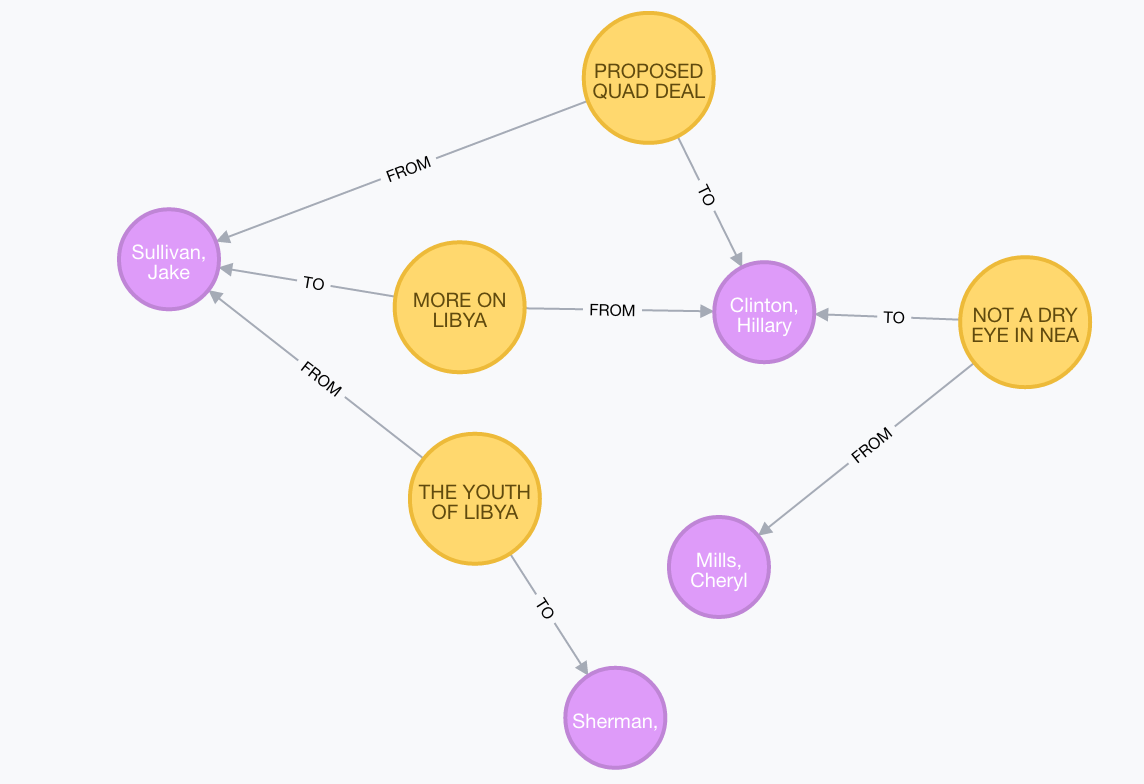 PROPOSED
QUAD DEAL
FROM
TO
Sullivan,
Jake
TO
MORE ON
LIBYA
FROM
Clinton,
Hillary
TO
NOT A DRY
EYE IN NEA
FROM
FROM
THE YOUTH
OF LIBYA
Mills,
Cheryl
TO
Sherman,